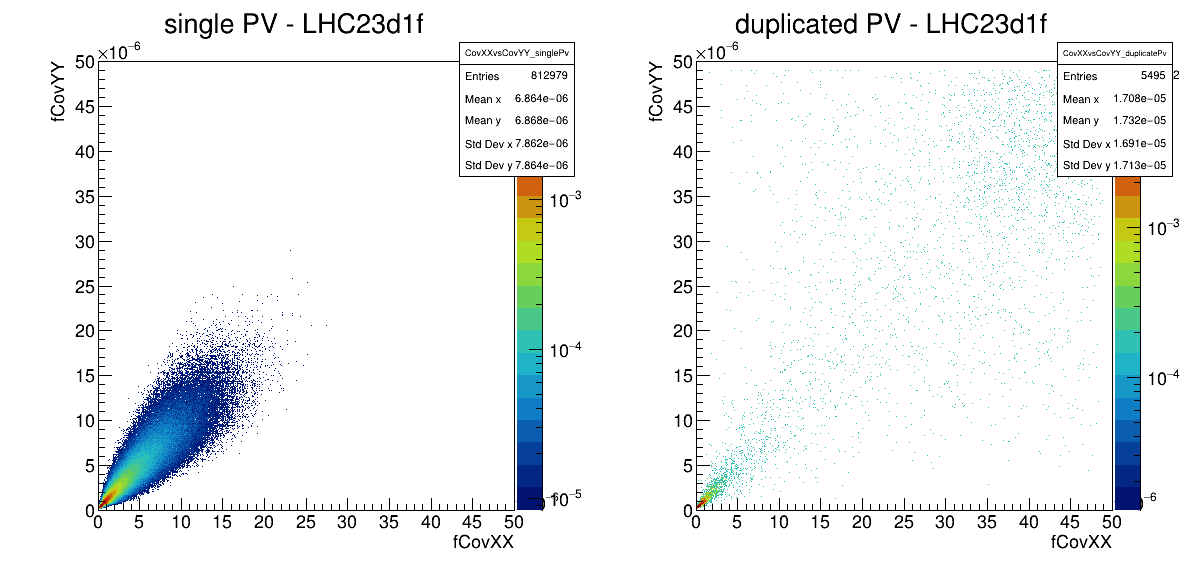 single PV - LHC23d1f
×10⁻⁶
fCovYY
50
45
40
35
30
25
20
15
10
5
0
0 5 10 15 20 25 30 35 40 45 50
fCovXX
CovXXvsCovYY_singlePv
Entries 812979
Mean x 6.864e−06
Mean y 6.868e−06
Std Dev x 7.862e−06
Std Dev y 7.864e−06
10⁻³
10⁻⁴
10⁻⁵
duplicated PV - LHC23d1f
×10⁻⁶
fCovYY
50
45
40
35
30
25
20
15
10
5
0
0 5 10 15 20 25 30 35 40 45 50
fCovXX
CovXXvsCovYY_duplicatePv
Entries 5495
Mean x 1.708e−05
Mean y 1.732e−05
Std Dev x 1.691e−05
Std Dev y 1.713e−05
2
10⁻³
10⁻⁴